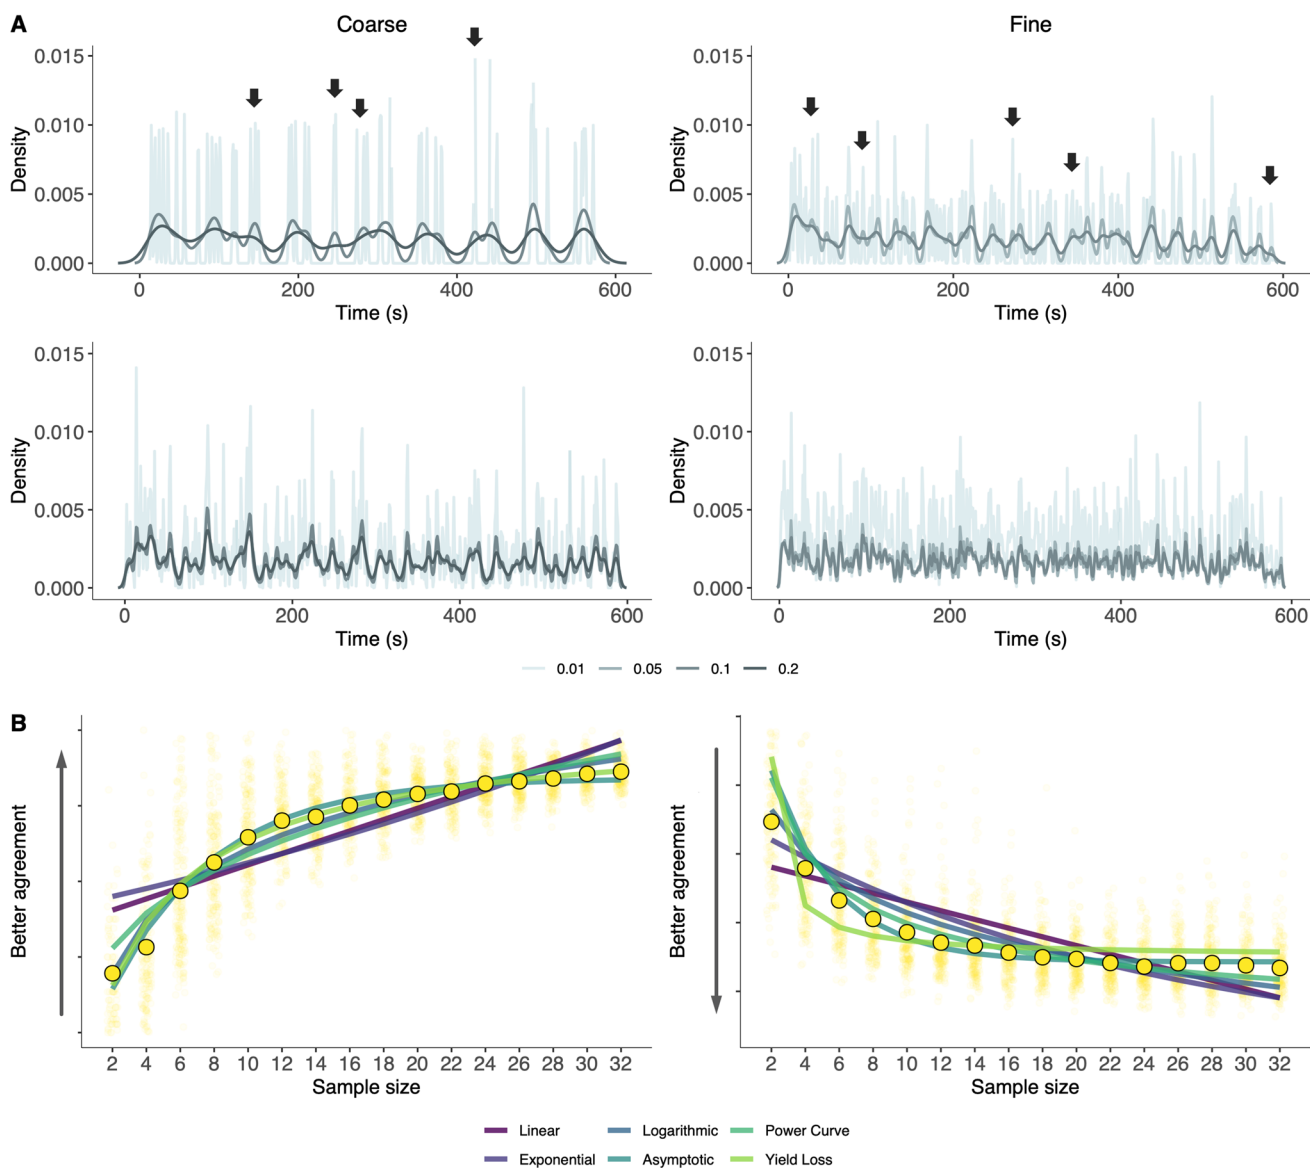 A
Coarse
Fine
0.015
0.010
0.005
0.000
Density
0 200 400 600
Time (s)
0.015
0.010
0.005
0.000
Density
0 200 400 600
Time (s)
0.015
0.010
0.005
0.000
Density
0 200 400 600
Time (s)
0.015
0.010
0.005
0.000
Density
0 200 400 600
Time (s)
0.01 0.05 0.1 0.2
B
Better agreement
2 4 6 8 10 12 14 16 18 20 22 24 26 28 30 32
Sample size
Better agreement
2 4 6 8 10 12 14 16 18 20 22 24 26 28 30 32
Sample size
Linear Logarithmic Power Curve
Exponential Asymptotic Yield Loss